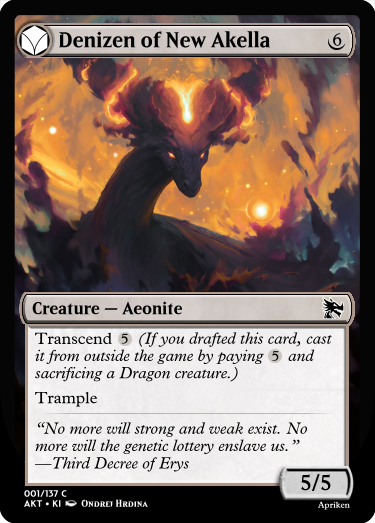 Denizen of New Akella 6
Creature — Aeonite
Transcend 5 (If you drafted this card, cast
it from outside the game by paying 5 and
sacrificing a Dragon creature.)
Trample
“No more will strong and weak exist. No
more will the genetic lottery enslave us.”
—Third Decree of Erys
5/5
001/137 C
AKT • KI Ondrej Hrdina
Apriken